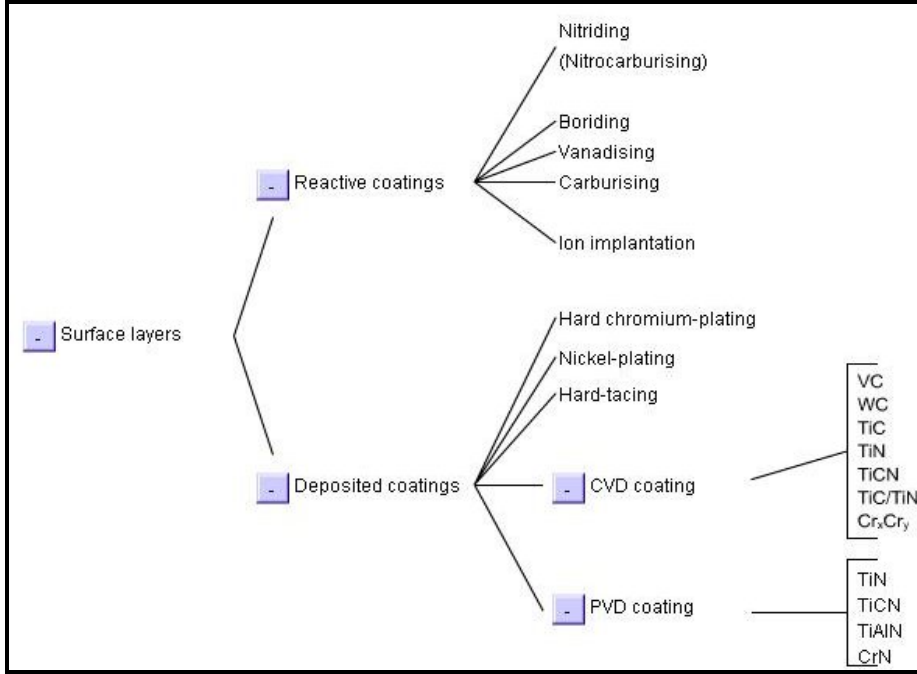 Nitriding
(Nitrocarburising)
Boriding
Vanadising
Carburising
Ion implantation
- Reactive coatings
- Surface layers
Hard chromium-plating
Nickel-plating
Hard-tacing
- Deposited coatings
- CVD coating
VC
WC
TiC
TiN
TiCN
TiC/TiN
CrₓCrᵧ
- PVD coating
TiN
TiCN
TiAlN
CrN